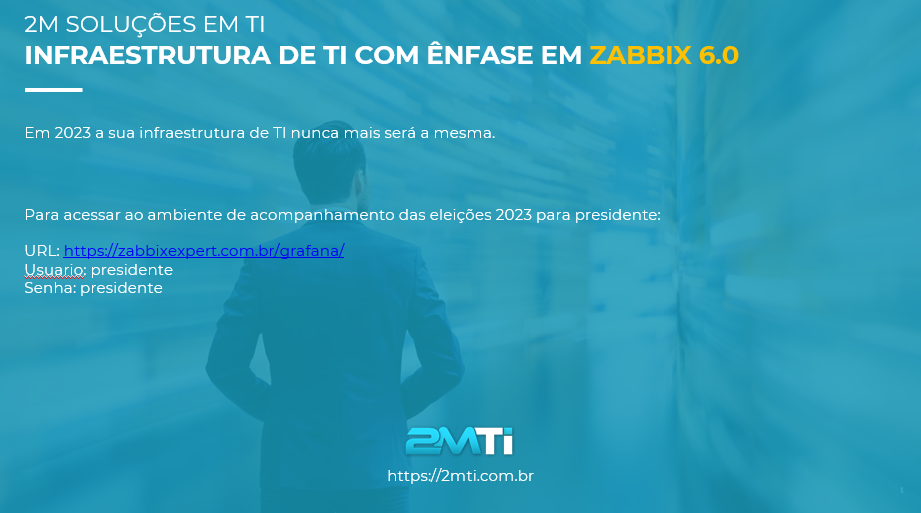 2M SOLUÇÕES EM TI
INFRAESTRUTURA DE TI COM ÊNFASE EM ZABBIX 6.0
Em 2023 a sua infraestrutura de TI nunca mais será a mesma.
Para acessar ao ambiente de acompanhamento das eleições 2023 para presidente:
URL: https://zabbixexpert.com.br/grafana/
Usuario: presidente
Senha: presidente
2MTi
https://2mti.com.br
1